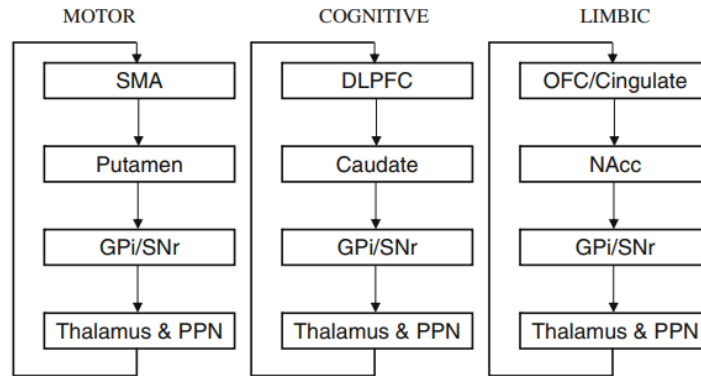 MOTOR
SMA
Putamen
GPi/SNr
Thalamus & PPN
COGNITIVE
DLPFC
Caudate
GPi/SNr
Thalamus & PPN
LIMBIC
OFC/Cingulate
NAcc
GPi/SNr
Thalamus & PPN